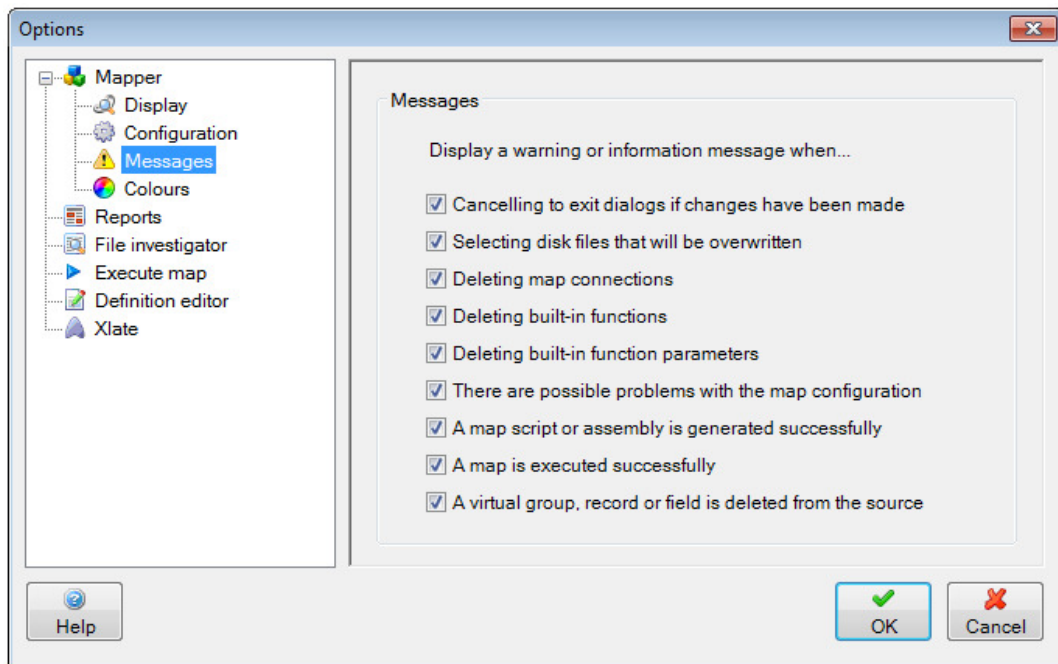 Options
Mapper
Display
Configuration
Messages
Colours
Reports
File investigator
Execute map
Definition editor
Xlate
Messages
Display a warning or information message when...
Cancelling to exit dialogs if changes have been made
Selecting disk files that will be overwritten
Deleting map connections
Deleting built-in functions
Deleting built-in function parameters
There are possible problems with the map configuration
A map script or assembly is generated successfully
A map is executed successfully
A virtual group, record or field is deleted from the source
Help
OK
Cancel